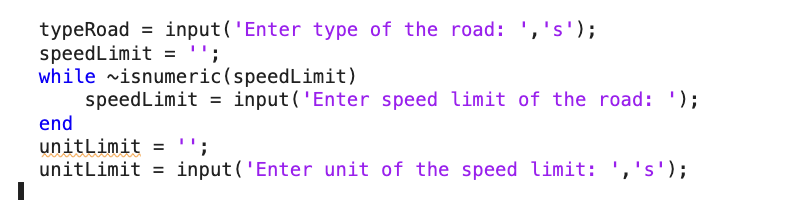 typeRoad = input('Enter type of the road: ','s');
speedLimit = '';
while ~isnumeric(speedLimit)
    speedLimit = input('Enter speed limit of the road: ');
end
unitLimit = '';
unitLimit = input('Enter unit of the speed limit: ','s');